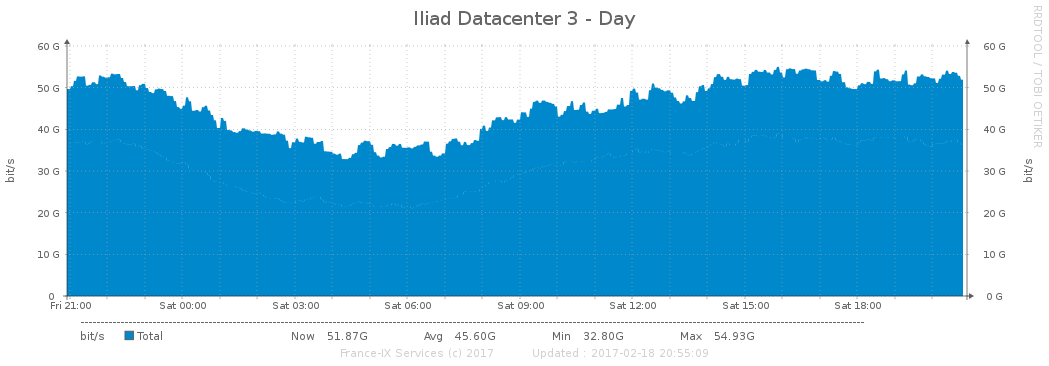 Iliad Datacenter 3 - Day
RRDTOOL / TOBI OETIKER
bit/s
60 G
50 G
40 G
30 G
20 G
10 G
0
60 G
50 G
40 G
30 G
20 G
10 G
0 G
bit/s
Fri 21:00 Sat 00:00 Sat 03:00 Sat 06:00 Sat 09:00 Sat 12:00 Sat 15:00 Sat 18:00
bit/s Total Now 51.87G Avg 45.60G Min 32.80G Max 54.93G
France-IX Services (c) 2017 Updated : 2017-02-18 20:55:09